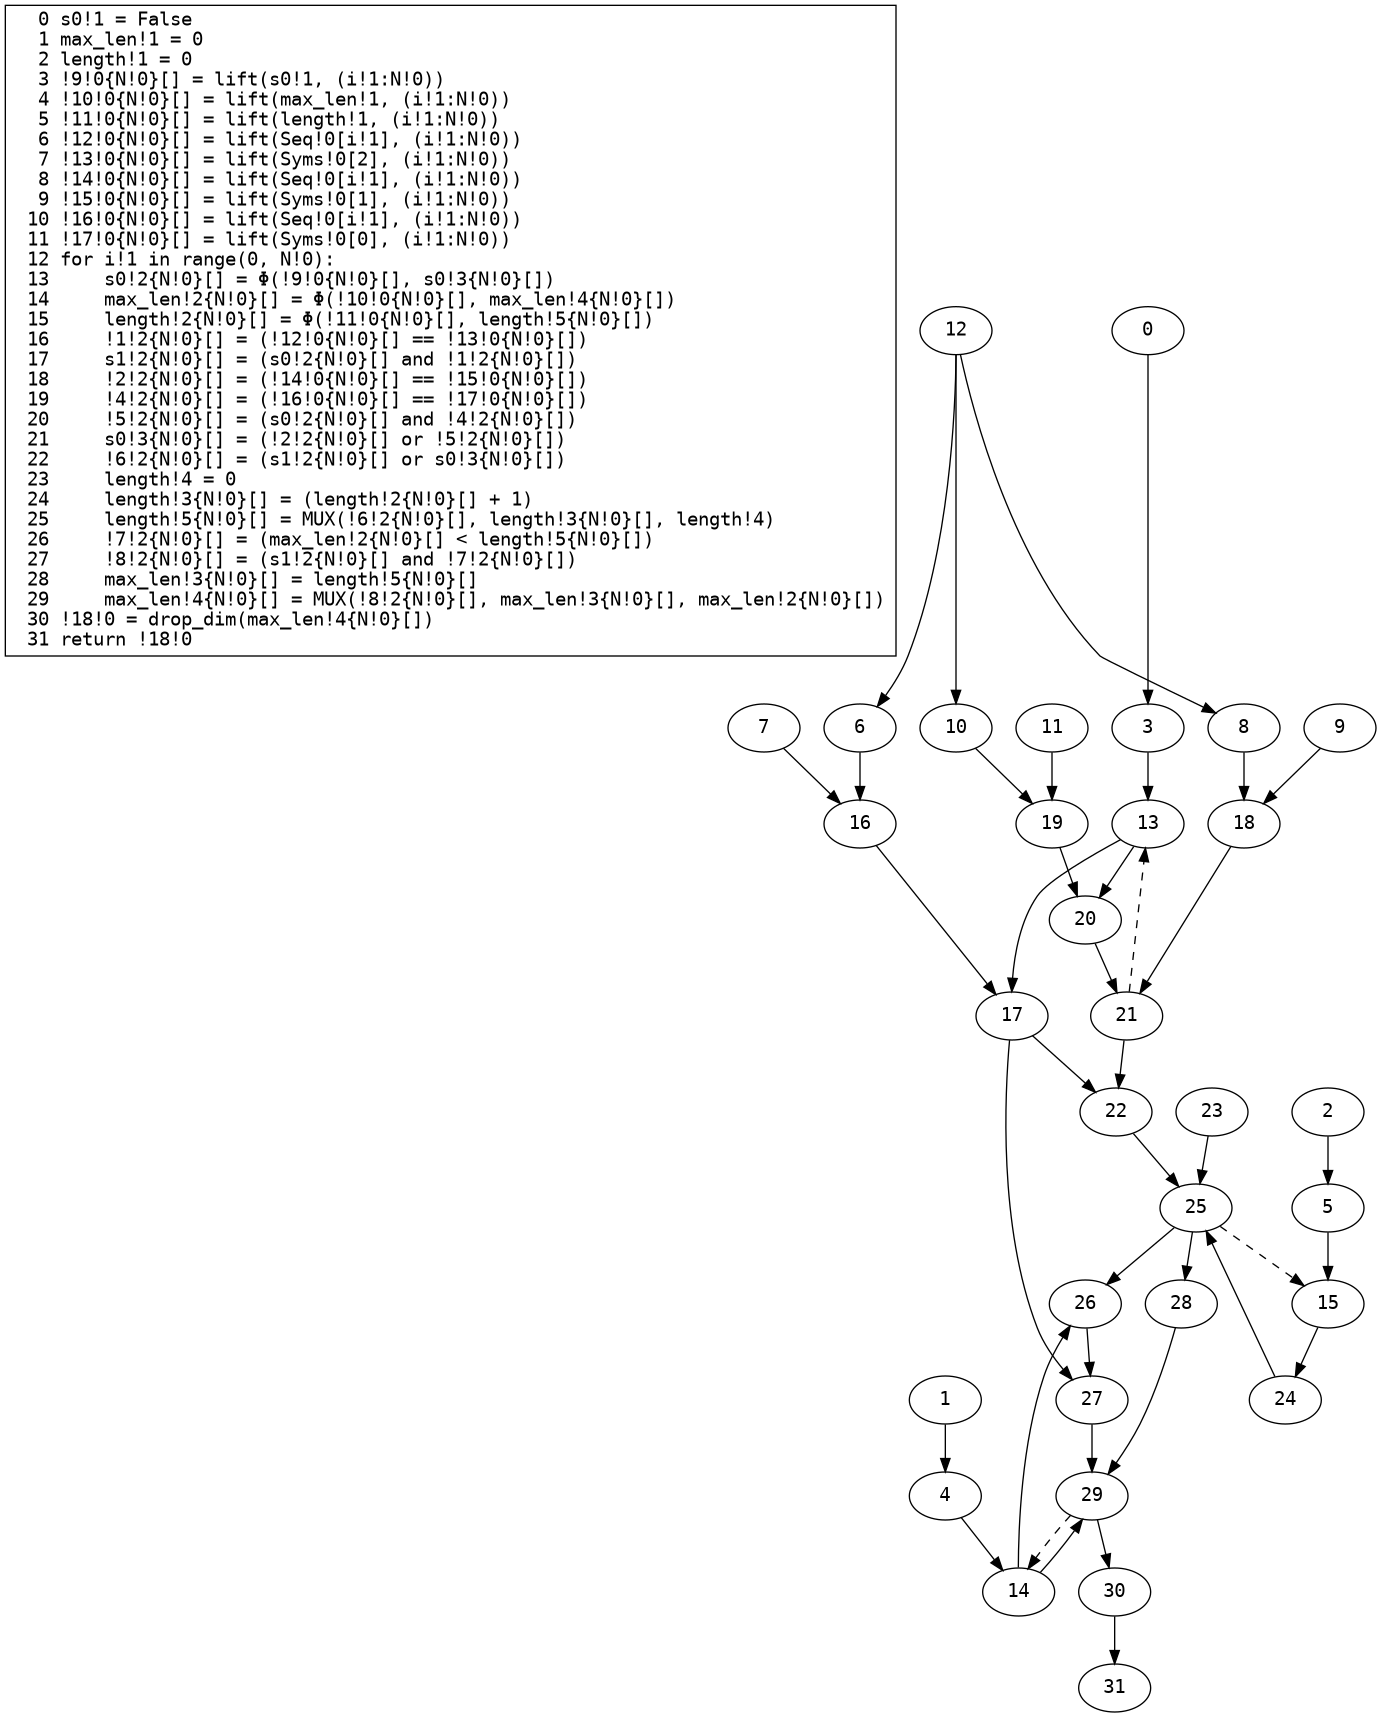 0 s0!1 = False
 1 max_len!1 = 0
 2 length!1 = 0
 3 !9!0{N!0}[] = lift(s0!1, (i!1:N!0))
 4 !10!0{N!0}[] = lift(max_len!1, (i!1:N!0))
 5 !11!0{N!0}[] = lift(length!1, (i!1:N!0))
 6 !12!0{N!0}[] = lift(Seq!0[i!1], (i!1:N!0))
 7 !13!0{N!0}[] = lift(Syms!0[2], (i!1:N!0))
 8 !14!0{N!0}[] = lift(Seq!0[i!1], (i!1:N!0))
 9 !15!0{N!0}[] = lift(Syms!0[1], (i!1:N!0))
10 !16!0{N!0}[] = lift(Seq!0[i!1], (i!1:N!0))
11 !17!0{N!0}[] = lift(Syms!0[0], (i!1:N!0))
12 for i!1 in range(0, N!0):
13     s0!2{N!0}[] = Φ(!9!0{N!0}[], s0!3{N!0}[])
14     max_len!2{N!0}[] = Φ(!10!0{N!0}[], max_len!4{N!0}[])
15     length!2{N!0}[] = Φ(!11!0{N!0}[], length!5{N!0}[])
16     !1!2{N!0}[] = (!12!0{N!0}[] == !13!0{N!0}[])
17     s1!2{N!0}[] = (s0!2{N!0}[] and !1!2{N!0}[])
18     !2!2{N!0}[] = (!14!0{N!0}[] == !15!0{N!0}[])
19     !4!2{N!0}[] = (!16!0{N!0}[] == !17!0{N!0}[])
20     !5!2{N!0}[] = (s0!2{N!0}[] and !4!2{N!0}[])
21     s0!3{N!0}[] = (!2!2{N!0}[] or !5!2{N!0}[])
22     !6!2{N!0}[] = (s1!2{N!0}[] or s0!3{N!0}[])
23     length!4 = 0
24     length!3{N!0}[] = (length!2{N!0}[] + 1)
25     length!5{N!0}[] = MUX(!6!2{N!0}[], length!3{N!0}[], length!4)
26     !7!2{N!0}[] = (max_len!2{N!0}[] < length!5{N!0}[])
27     !8!2{N!0}[] = (s1!2{N!0}[] and !7!2{N!0}[])
28     max_len!3{N!0}[] = length!5{N!0}[]
29     max_len!4{N!0}[] = MUX(!8!2{N!0}[], max_len!3{N!0}[], max_len!2{N!0}[])
30 !18!0 = drop_dim(max_len!4{N!0}[])
31 return !18!0
12
0
7
6
10
11
3
8
9
16
19
13
18
20
17
21
22
23
2
25
5
26
28
15
1
27
24
4
29
14
30
31